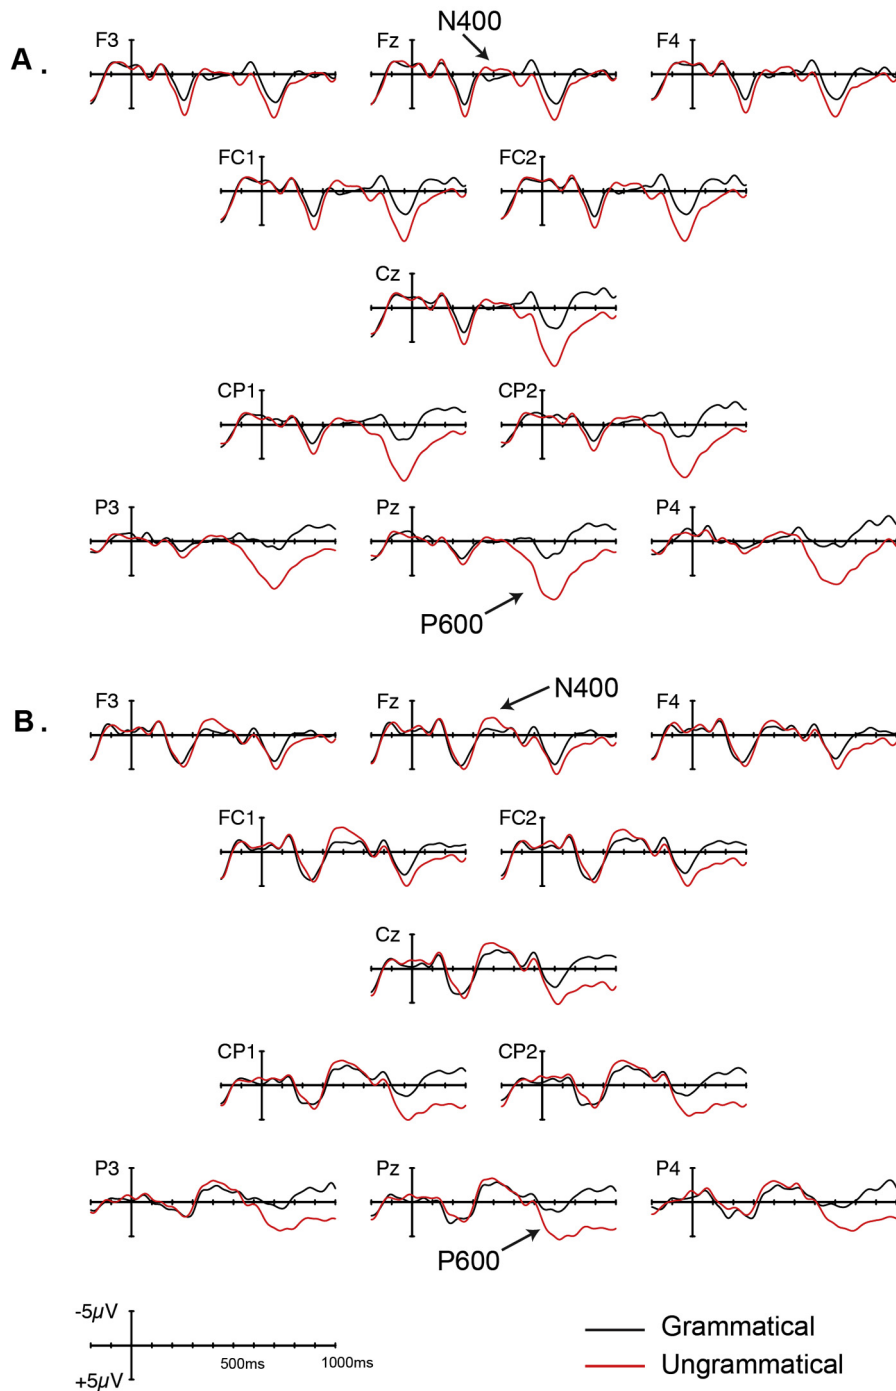 N400
A . F3 Fz F4
FC1 FC2
Cz
CP1 CP2
P3 Pz P4
P600
B . F3 Fz N400 F4
FC1 FC2
Cz
CP1 CP2
P3 Pz P4
P600
-5µV
500ms 1000ms
+5µV
Grammatical
Ungrammatical